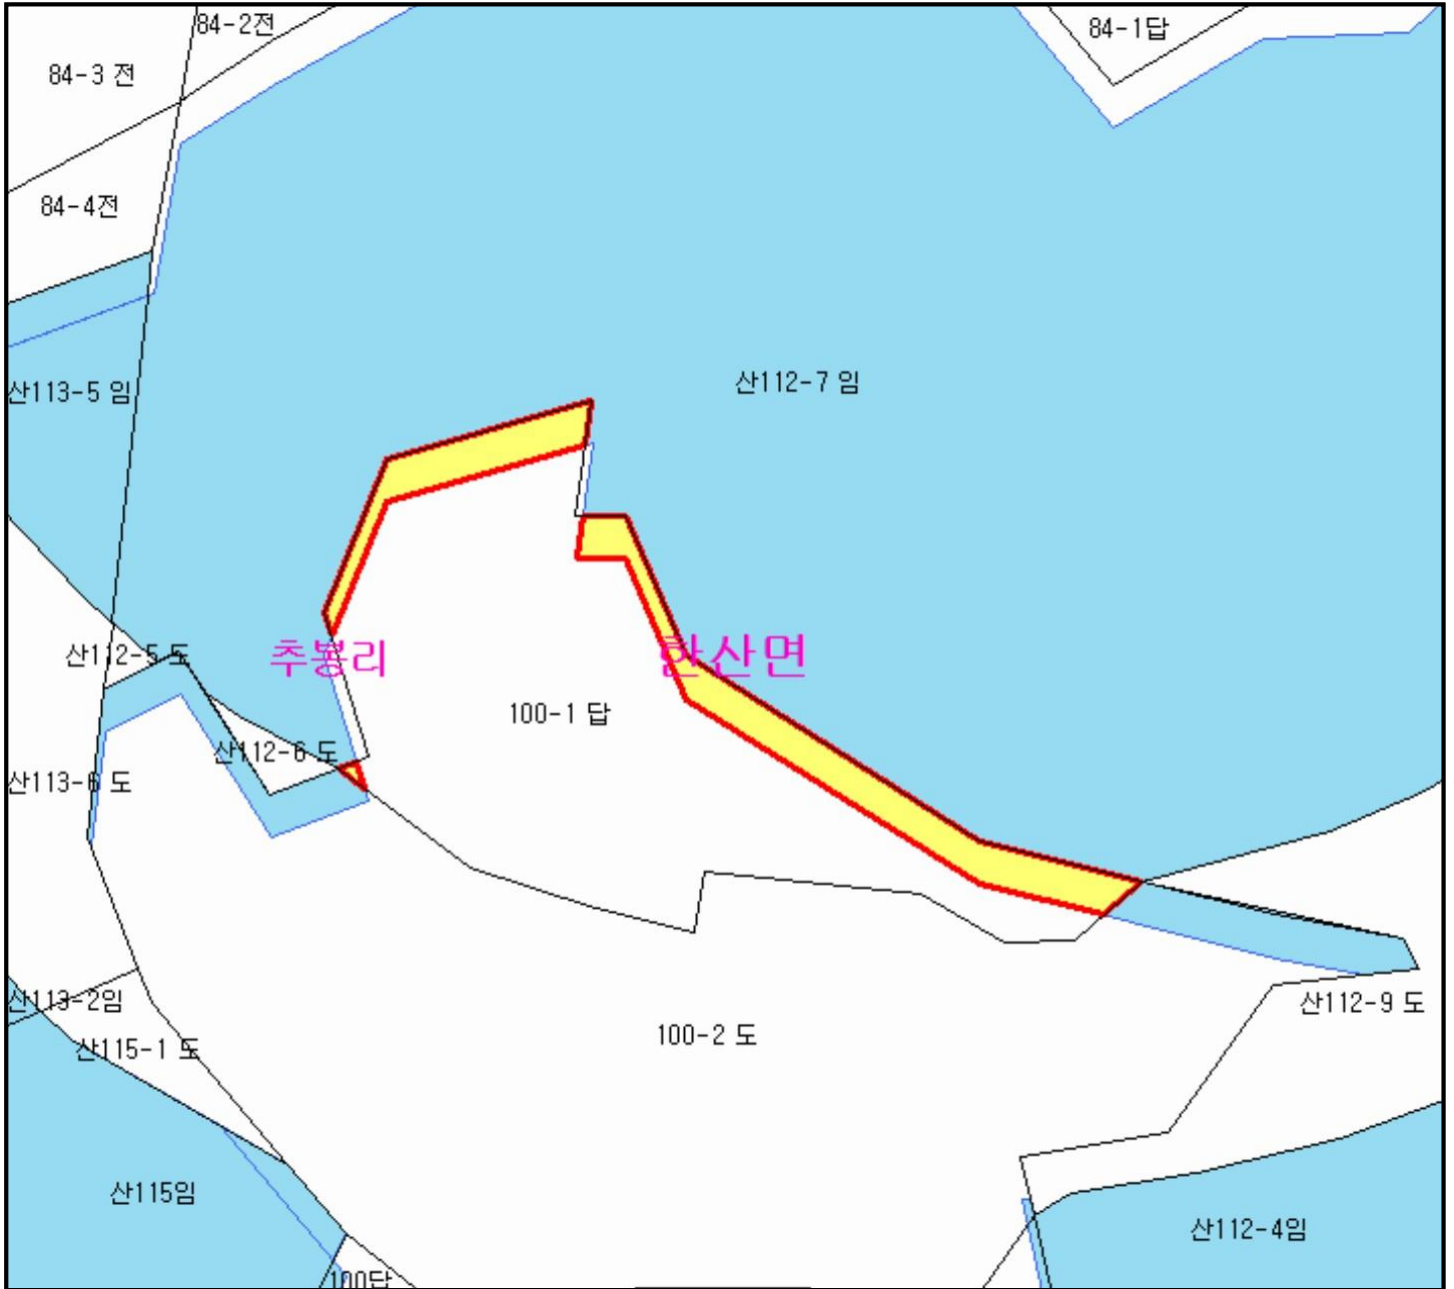 84-2전
84-1답
84-3 전
84-4전
산112-7 임
산113-5 임
산112-5 도
추봉리
한산면
100-1 답
산112-6 도
산113-6 도
산113-2임
산112-9 도
100-2 도
산115-1 도
산115임
산112-4임
100답